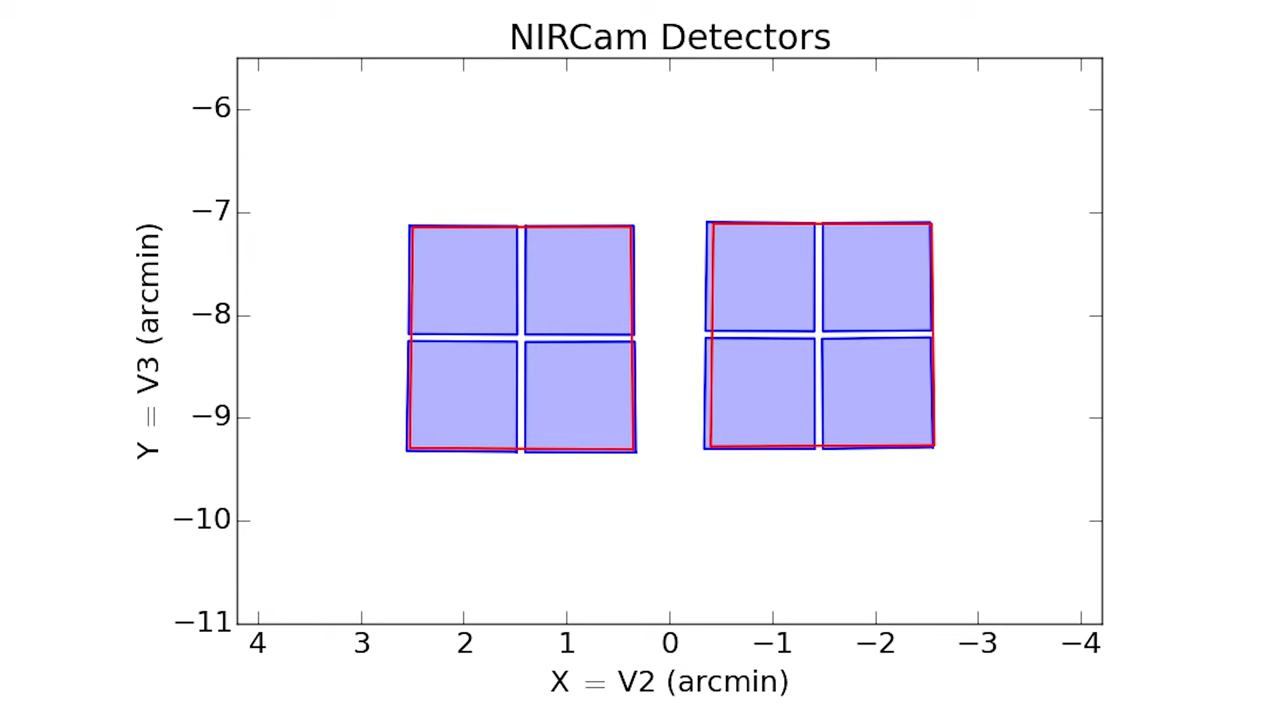 NIRCam Detectors
−6
−7
−8
−9
−10
−11
Y = V3 (arcmin)
4 3 2 1 0 −1 −2 −3 −4
X = V2 (arcmin)